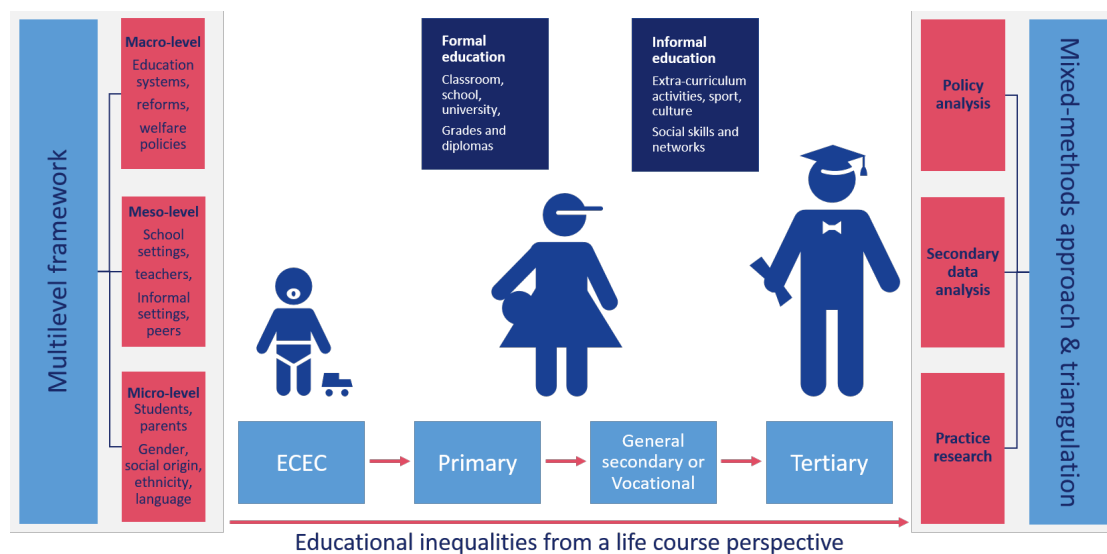 Multilevel framework
Macro-level
Education
systems,
reforms,
welfare
policies
Meso-level
School
settings,
teachers,
Informal
settings,
peers
Micro-level
Students,
parents
Gender,
social origin,
ethnicity,
language
Formal
education
Classroom,
school,
university,
Grades and
diplomas
Informal
education
Extra-curriculum
activities, sport,
culture
Social skills and
networks
ECEC
Primary
General
secondary or
Vocational
Tertiary
Educational inequalities from a life course perspective
Policy
analysis
Secondary
data
analysis
Practice
research
Mixed-methods approach & triangulation